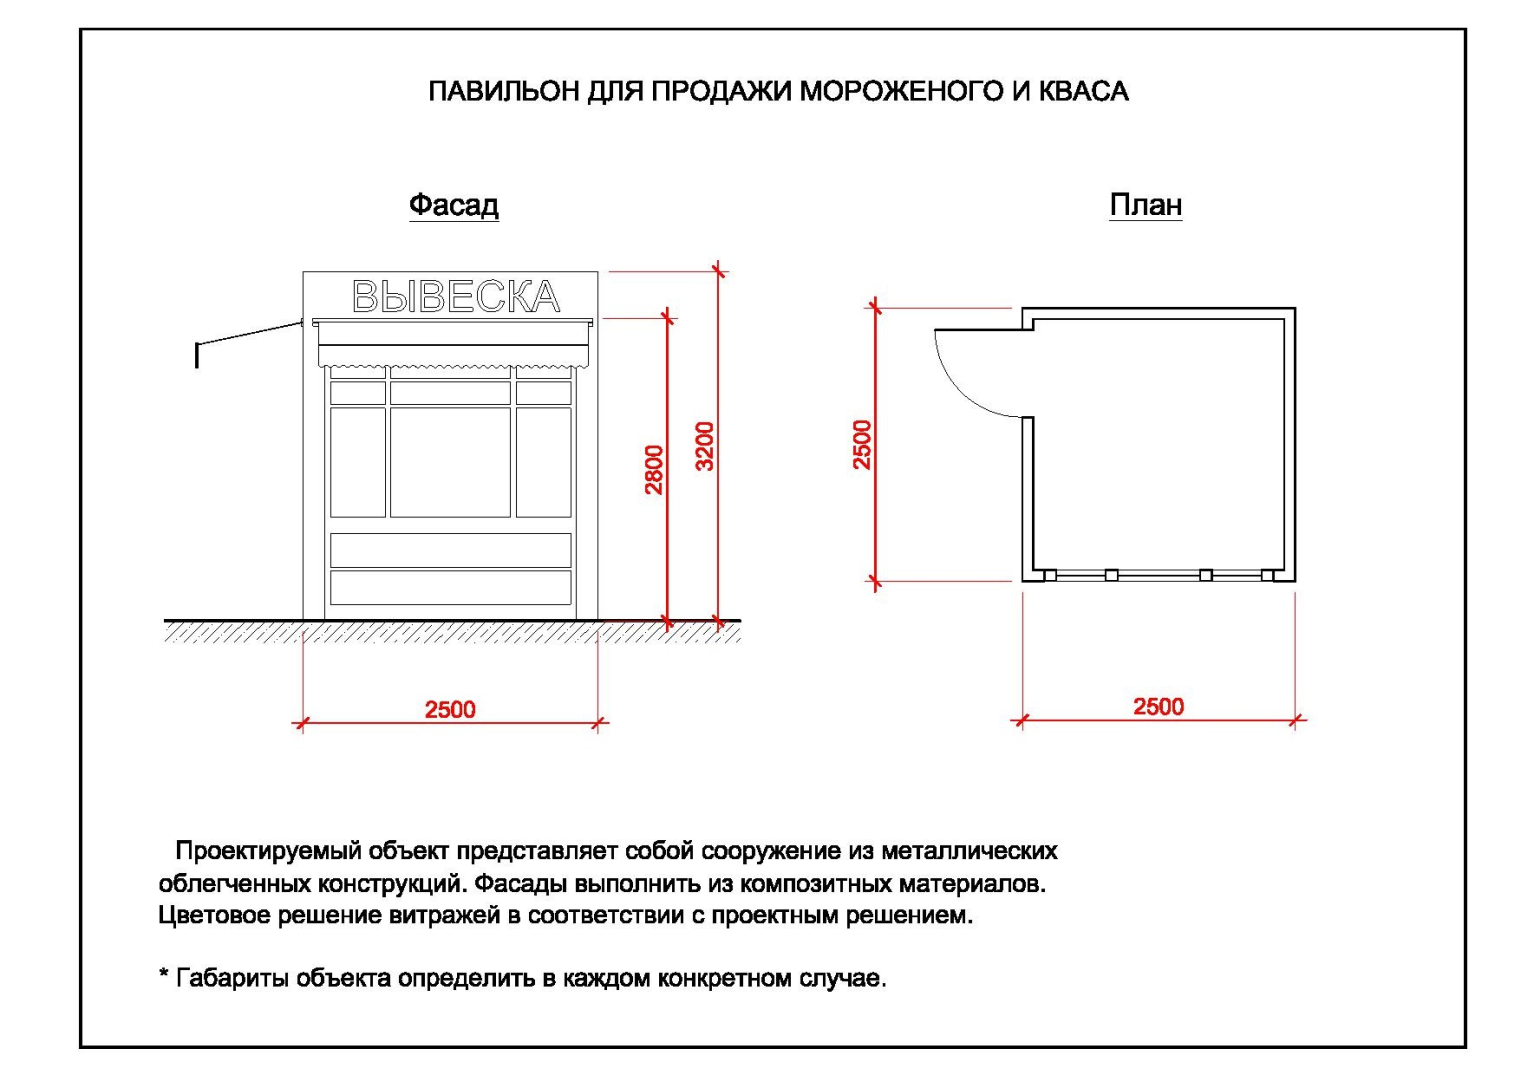 ПАВИЛЬОН ДЛЯ ПРОДАЖИ МОРОЖЕНОГО И КВАСА
Фасад
План
ВЫВЕСКА
2800
3200
2500
2500
2500
Проектируемый объект представляет собой сооружение из металлических
облегченных конструкций. Фасады выполнить из композитных материалов.
Цветовое решение витражей в соответствии с проектным решением.
* Габариты объекта определить в каждом конкретном случае.